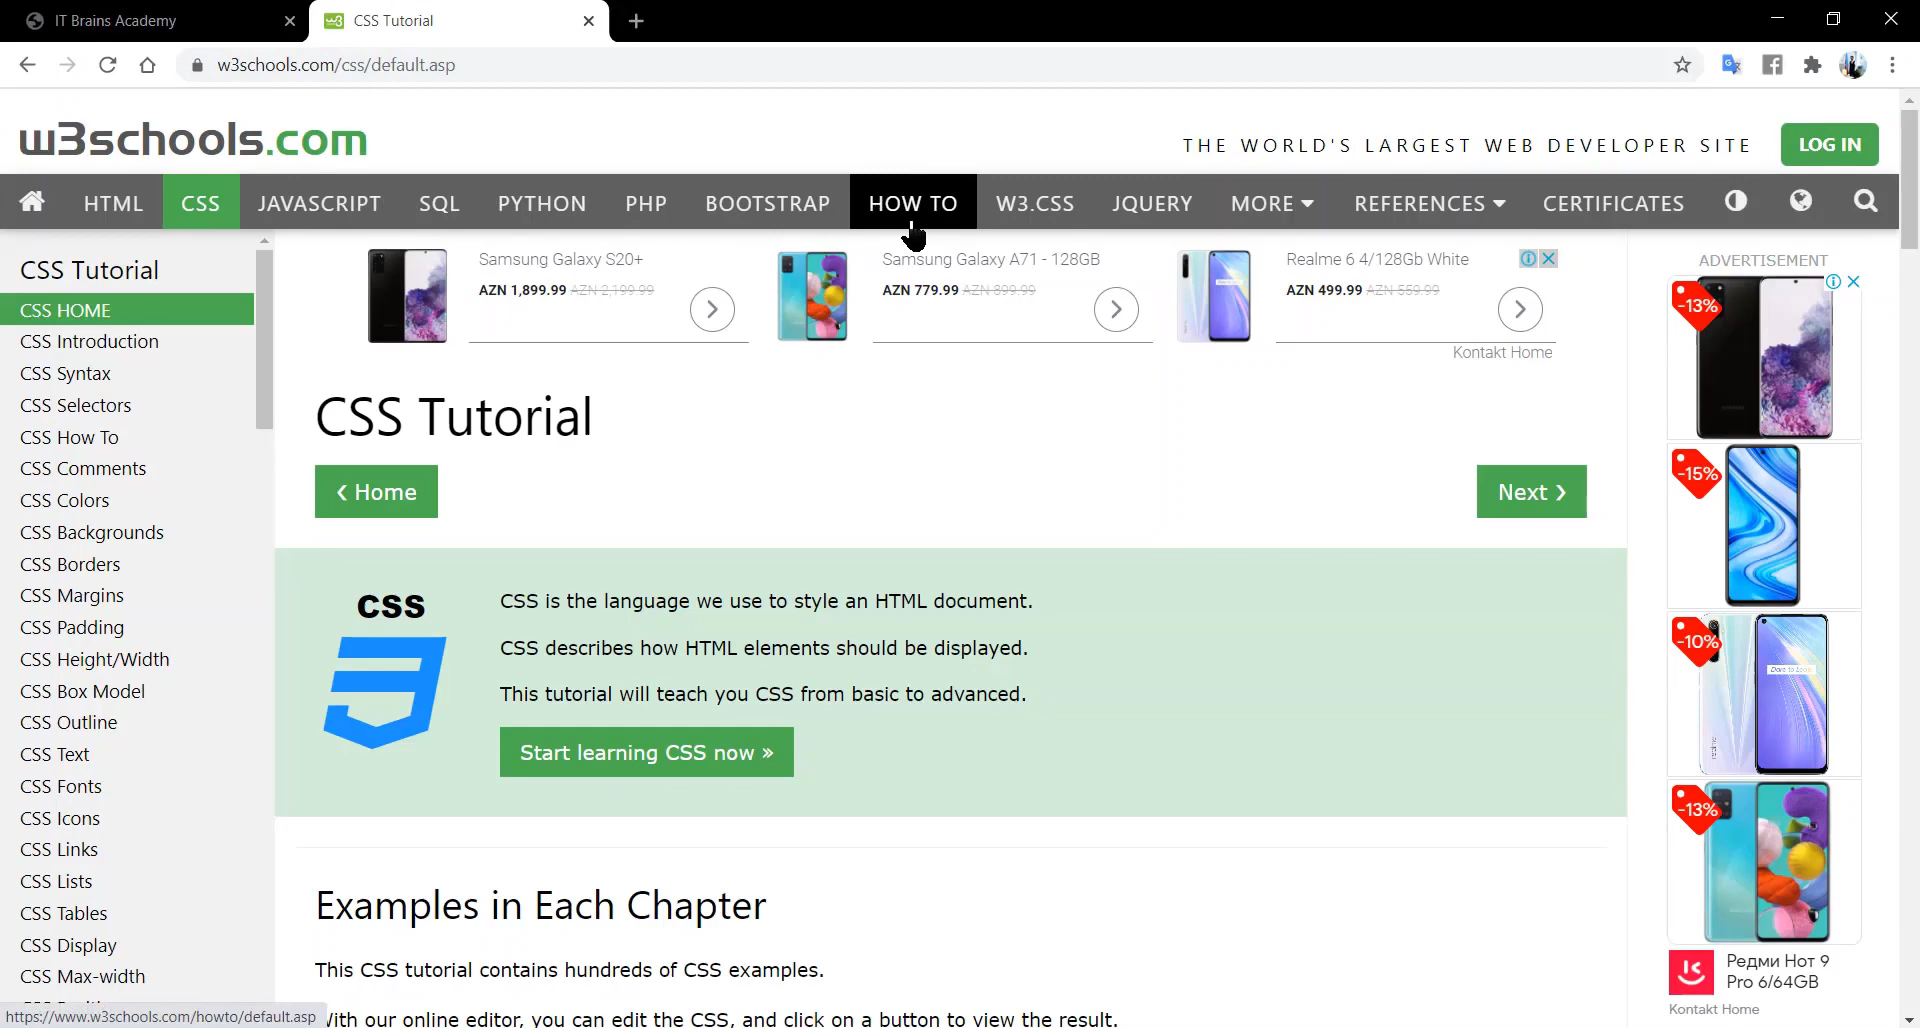 IT Brains Academy
CSS Tutorial
w3schools.com/css/default.asp
w3schools.com
THE WORLD'S LARGEST WEB DEVELOPER SITE
LOG IN
HTML CSS JAVASCRIPT SQL PYTHON PHP BOOTSTRAP HOW TO W3.CSS JQUERY MORE REFERENCES CERTIFICATES
CSS Tutorial
CSS HOME
CSS Introduction
CSS Syntax
CSS Selectors
CSS How To
CSS Comments
CSS Colors
CSS Backgrounds
CSS Borders
CSS Margins
CSS Padding
CSS Height/Width
CSS Box Model
CSS Outline
CSS Text
CSS Fonts
CSS Icons
CSS Links
CSS Lists
CSS Tables
CSS Display
CSS Max-width
https://www.w3schools.com/howto/default.asp
Samsung Galaxy S20+
AZN 1,899.99 AZN 2,199.99
Samsung Galaxy A71 - 128GB
AZN 779.99 AZN 899.99
Realme 6 4/128Gb White
AZN 499.99 AZN 559.99
Kontakt Home
CSS Tutorial
❮ Home
Next ❯
CSS
CSS is the language we use to style an HTML document.
CSS describes how HTML elements should be displayed.
This tutorial will teach you CSS from basic to advanced.
Start learning CSS now »
Examples in Each Chapter
This CSS tutorial contains hundreds of CSS examples.
With our online editor, you can edit the CSS, and click on a button to view the result.
ADVERTISEMENT
-13%
-15%
-10%
-13%
Редми Нот 9
Pro 6/64GB
Kontakt Home